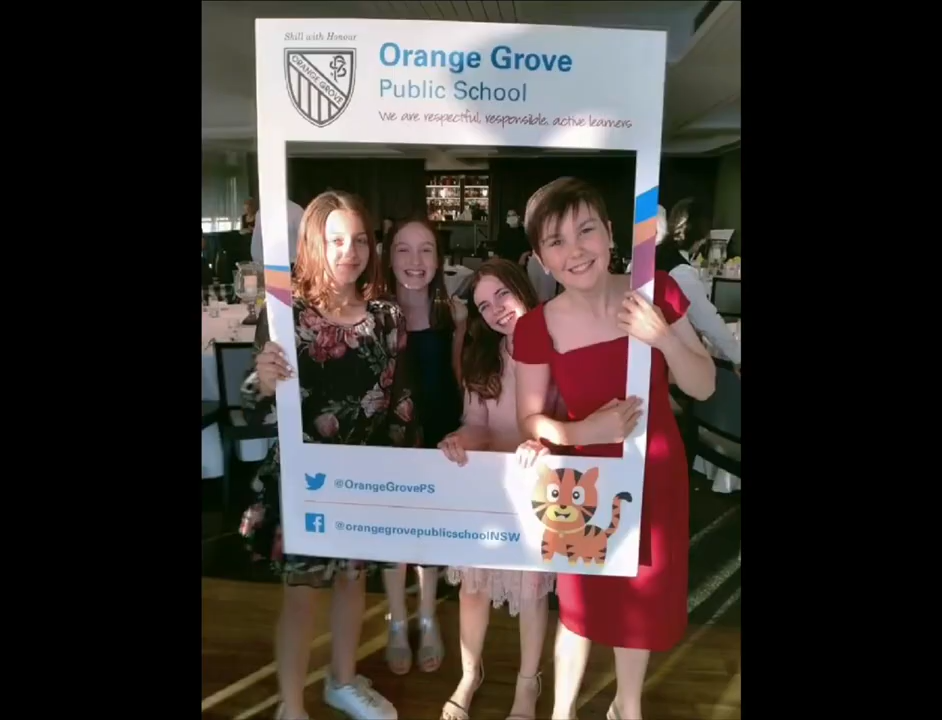 Skill with Honour
ORANGE GROVE
Orange Grove
Public School
We are respectful, responsible, active learners
@OrangeGrovePS
@orangegrovepublicschoolNSW